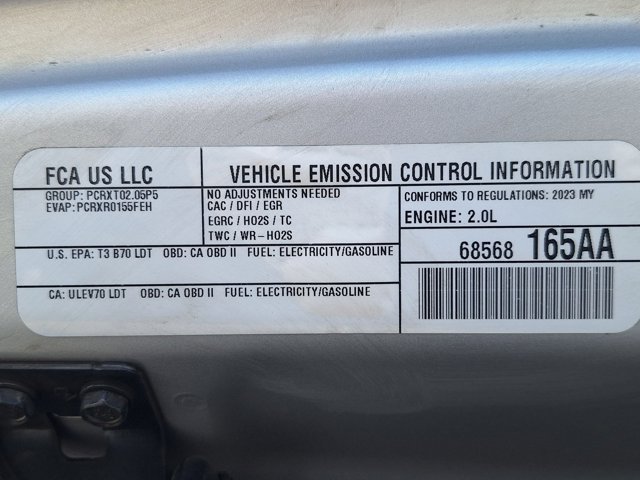 FCA US LLC
GROUP: PCRXT02.05P5
EVAP: PCRXR0155FEH
VEHICLE EMISSION CONTROL INFORMATION
NO ADJUSTMENTS NEEDED
CAC / DFI / EGR
EGRC / HO2S / TC
TWC / WR-HO2S
CONFORMS TO REGULATIONS: 2023 MY
ENGINE: 2.0L
U.S. EPA: T3 B70 LDT OBD: CA OBD II FUEL: ELECTRICITY/GASOLINE
68568 165AA
CA: ULEV70 LDT OBD: CA OBD II FUEL: ELECTRICITY/GASOLINE